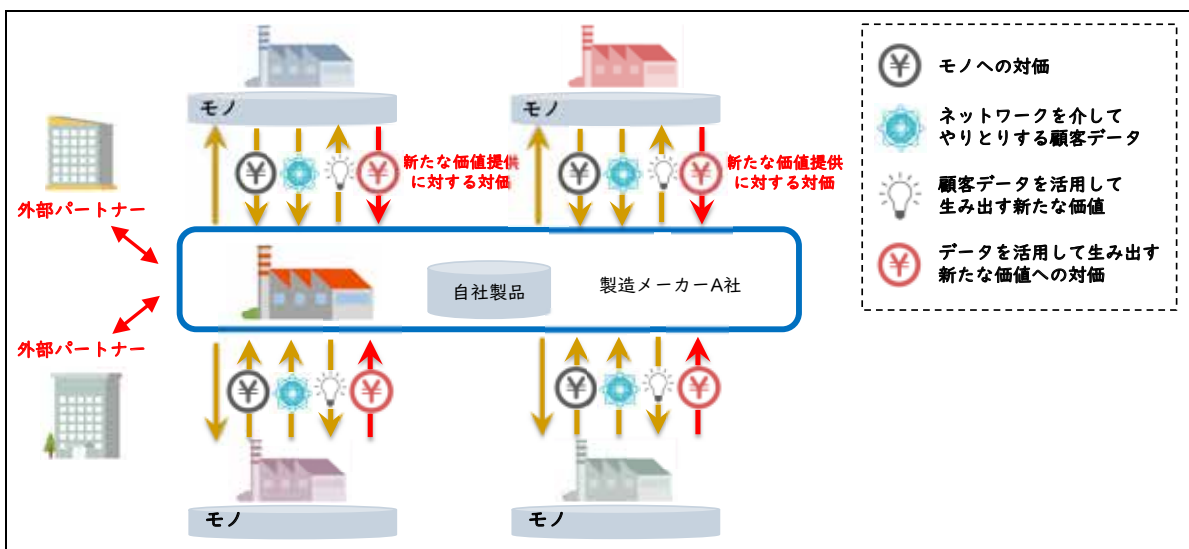 モノ
モノ
新たな価値提供
に対する対価
新たな価値提供
に対する対価
¥
モノへの対価
ネットワークを介して
やりとりする顧客データ
顧客データを活用して
生み出す新たな価値
¥
データを活用して生み出す
新たな価値への対価
¥
¥
¥
¥
外部パートナー
自社製品
製造メーカーA社
外部パートナー
¥
¥
¥
¥
モノ
モノ